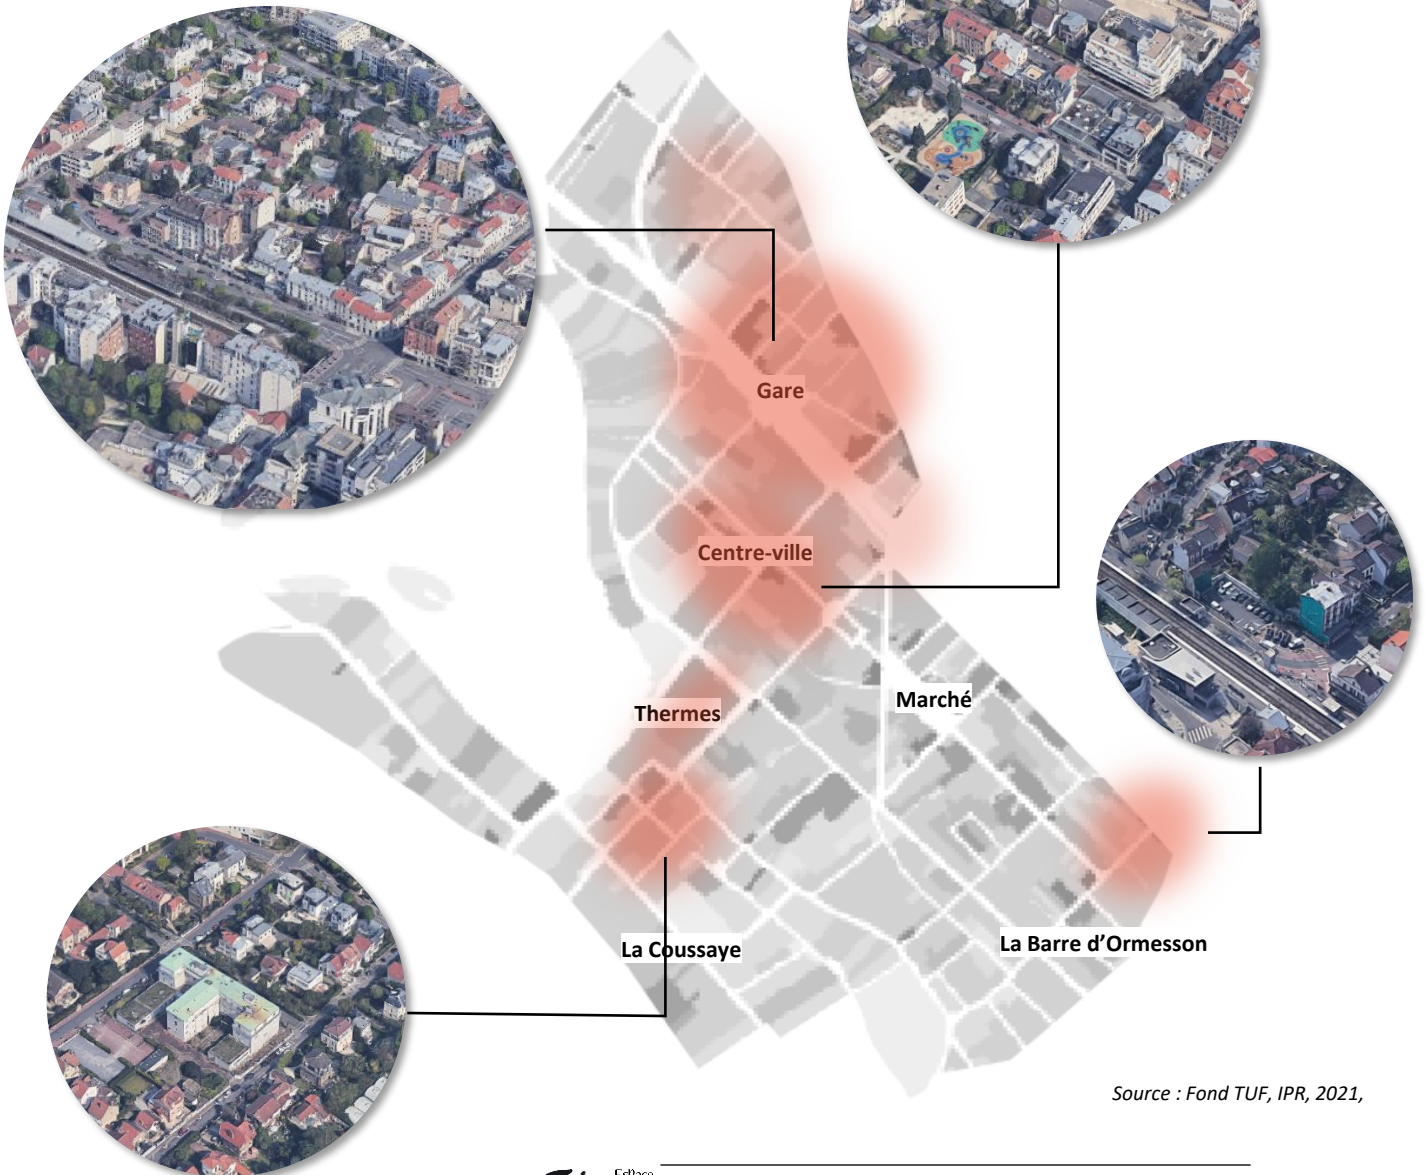 Gare
Centre-ville
Thermes
Marché
La Coussaye
La Barre d'Ormesson
Source : Fond TUF, IPR, 2021,